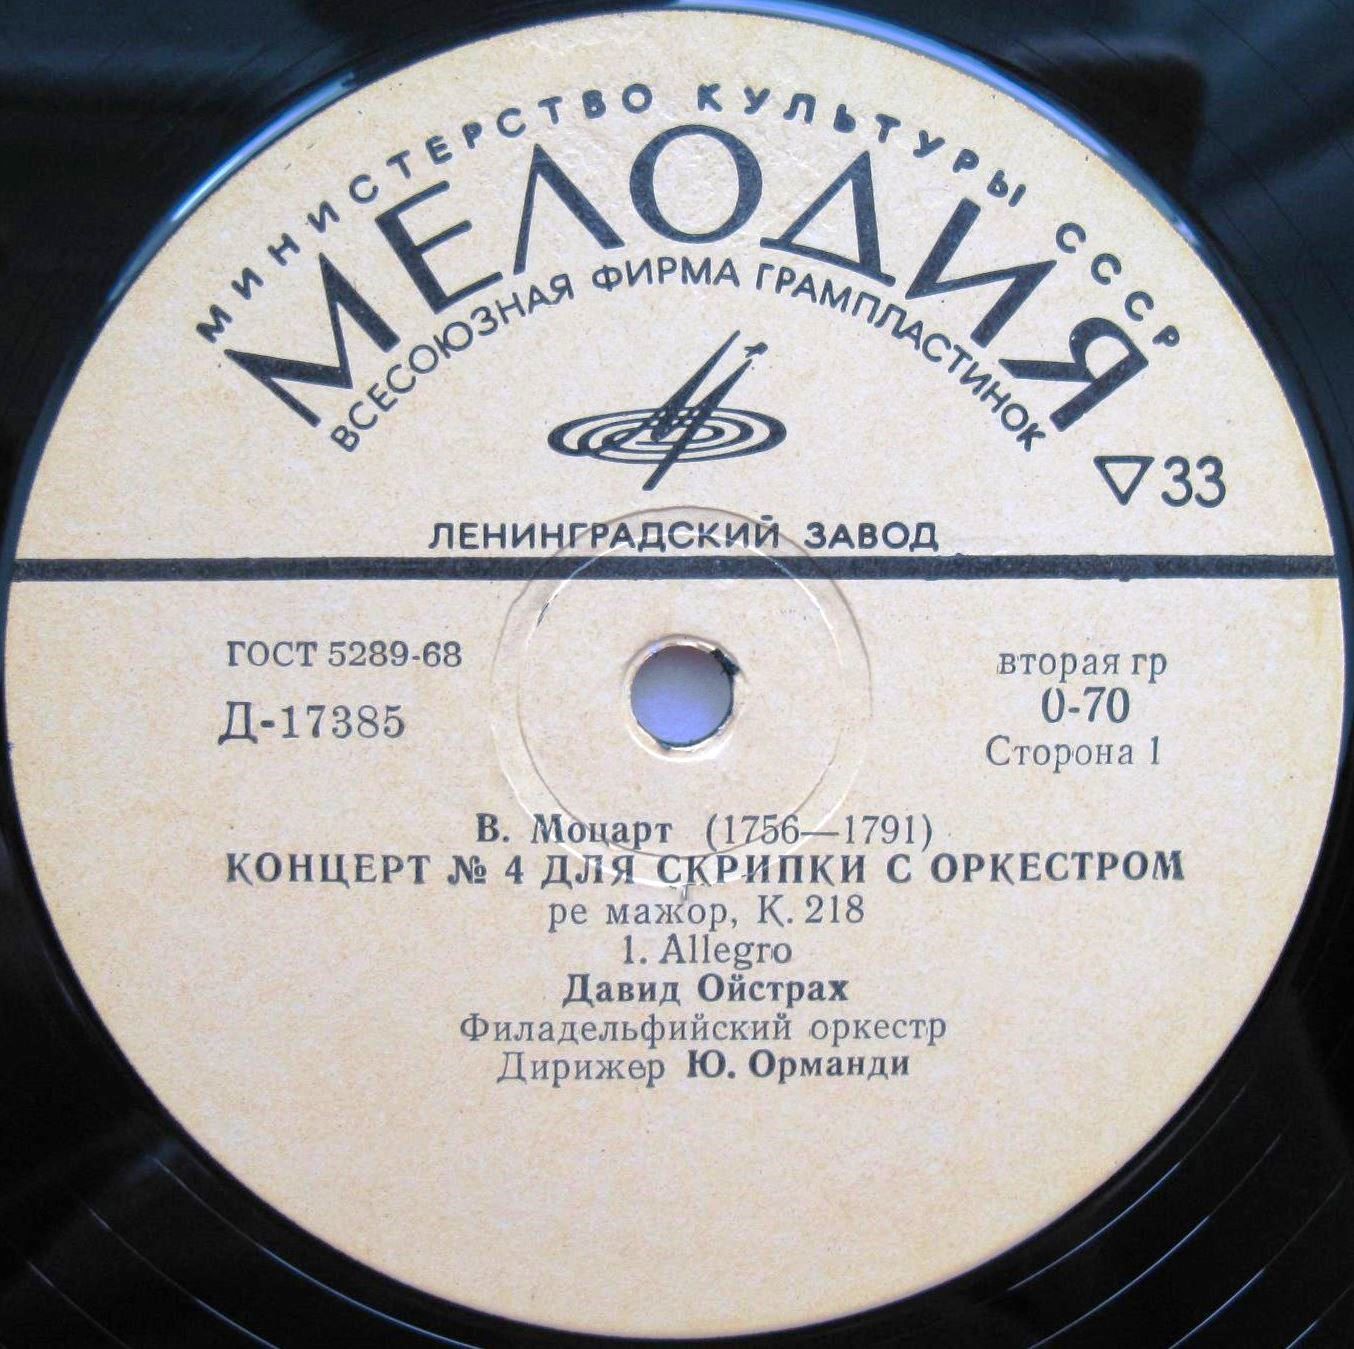 МИНИСТЕРСТВО КУЛЬТУРЫ СССР
МЕЛОДИЯ
ВСЕСОЮЗНАЯ ФИРМА ГРАМПЛАСТИНОК
▽33
ЛЕНИНГРАДСКИЙ ЗАВОД
ГОСТ 5289-68
Д-17385
вторая гр
0-70
Сторона 1
В. Моцарт (1756—1791)
КОНЦЕРТ № 4 ДЛЯ СКРИПКИ С ОРКЕСТРОМ
ре мажор, К. 218
1. Allegro
Давид Ойстрах
Филадельфийский оркестр
Дирижер Ю. Орманди